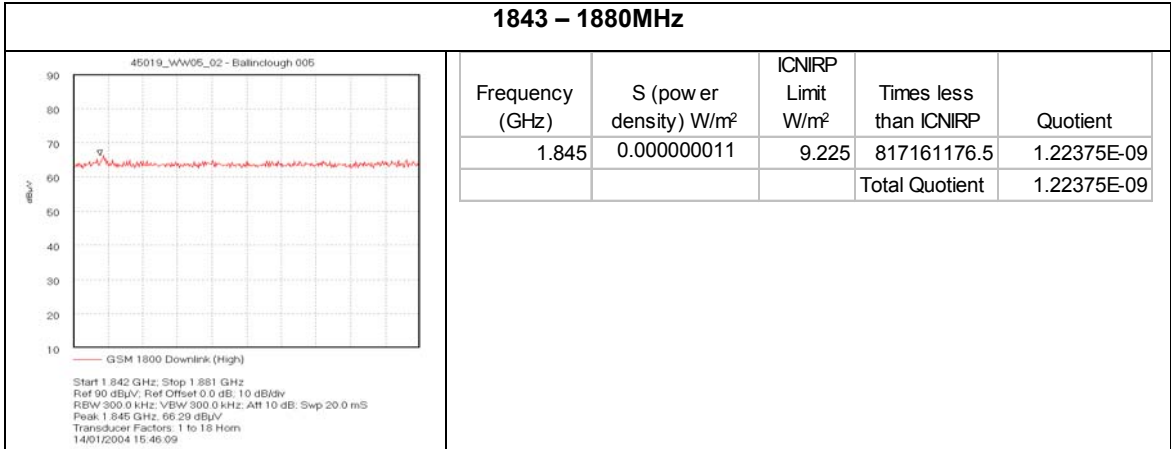 1843 – 1880MHz
45019_WW05_02 - Ballinclough 005
90
80
70
60
50
40
30
20
10
dBµV
GSM 1800 Downlink (High)
Start 1.842 GHz; Stop 1.881 GHz
Ref 90 dBµV; Ref Offset 0.0 dB; 10 dB/div
RBW 300.0 kHz; VBW 300.0 kHz; Att 10 dB; Swp 20.0 mS
Peak 1.845 GHz, 66.29 dBµV
Transducer Factors: 1 to 18 Horn
14/01/2004 15:46:09
Frequency (GHz) S (pow er density) W/m² ICNIRP Limit W/m² Times less than ICNIRP Quotient
1.845 0.000000011 9.225 817161176.5 1.22375E-09
Total Quotient 1.22375E-09